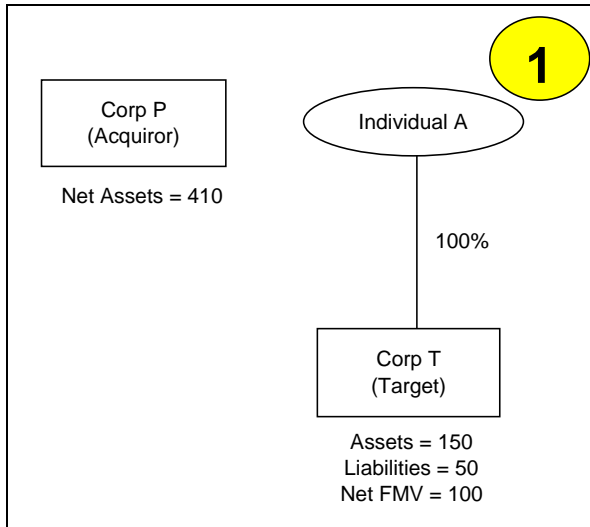 1
Corp P
(Acquiror)
Net Assets = 410
Individual A
100%
Corp T
(Target)
Assets = 150
Liabilities = 50
Net FMV = 100